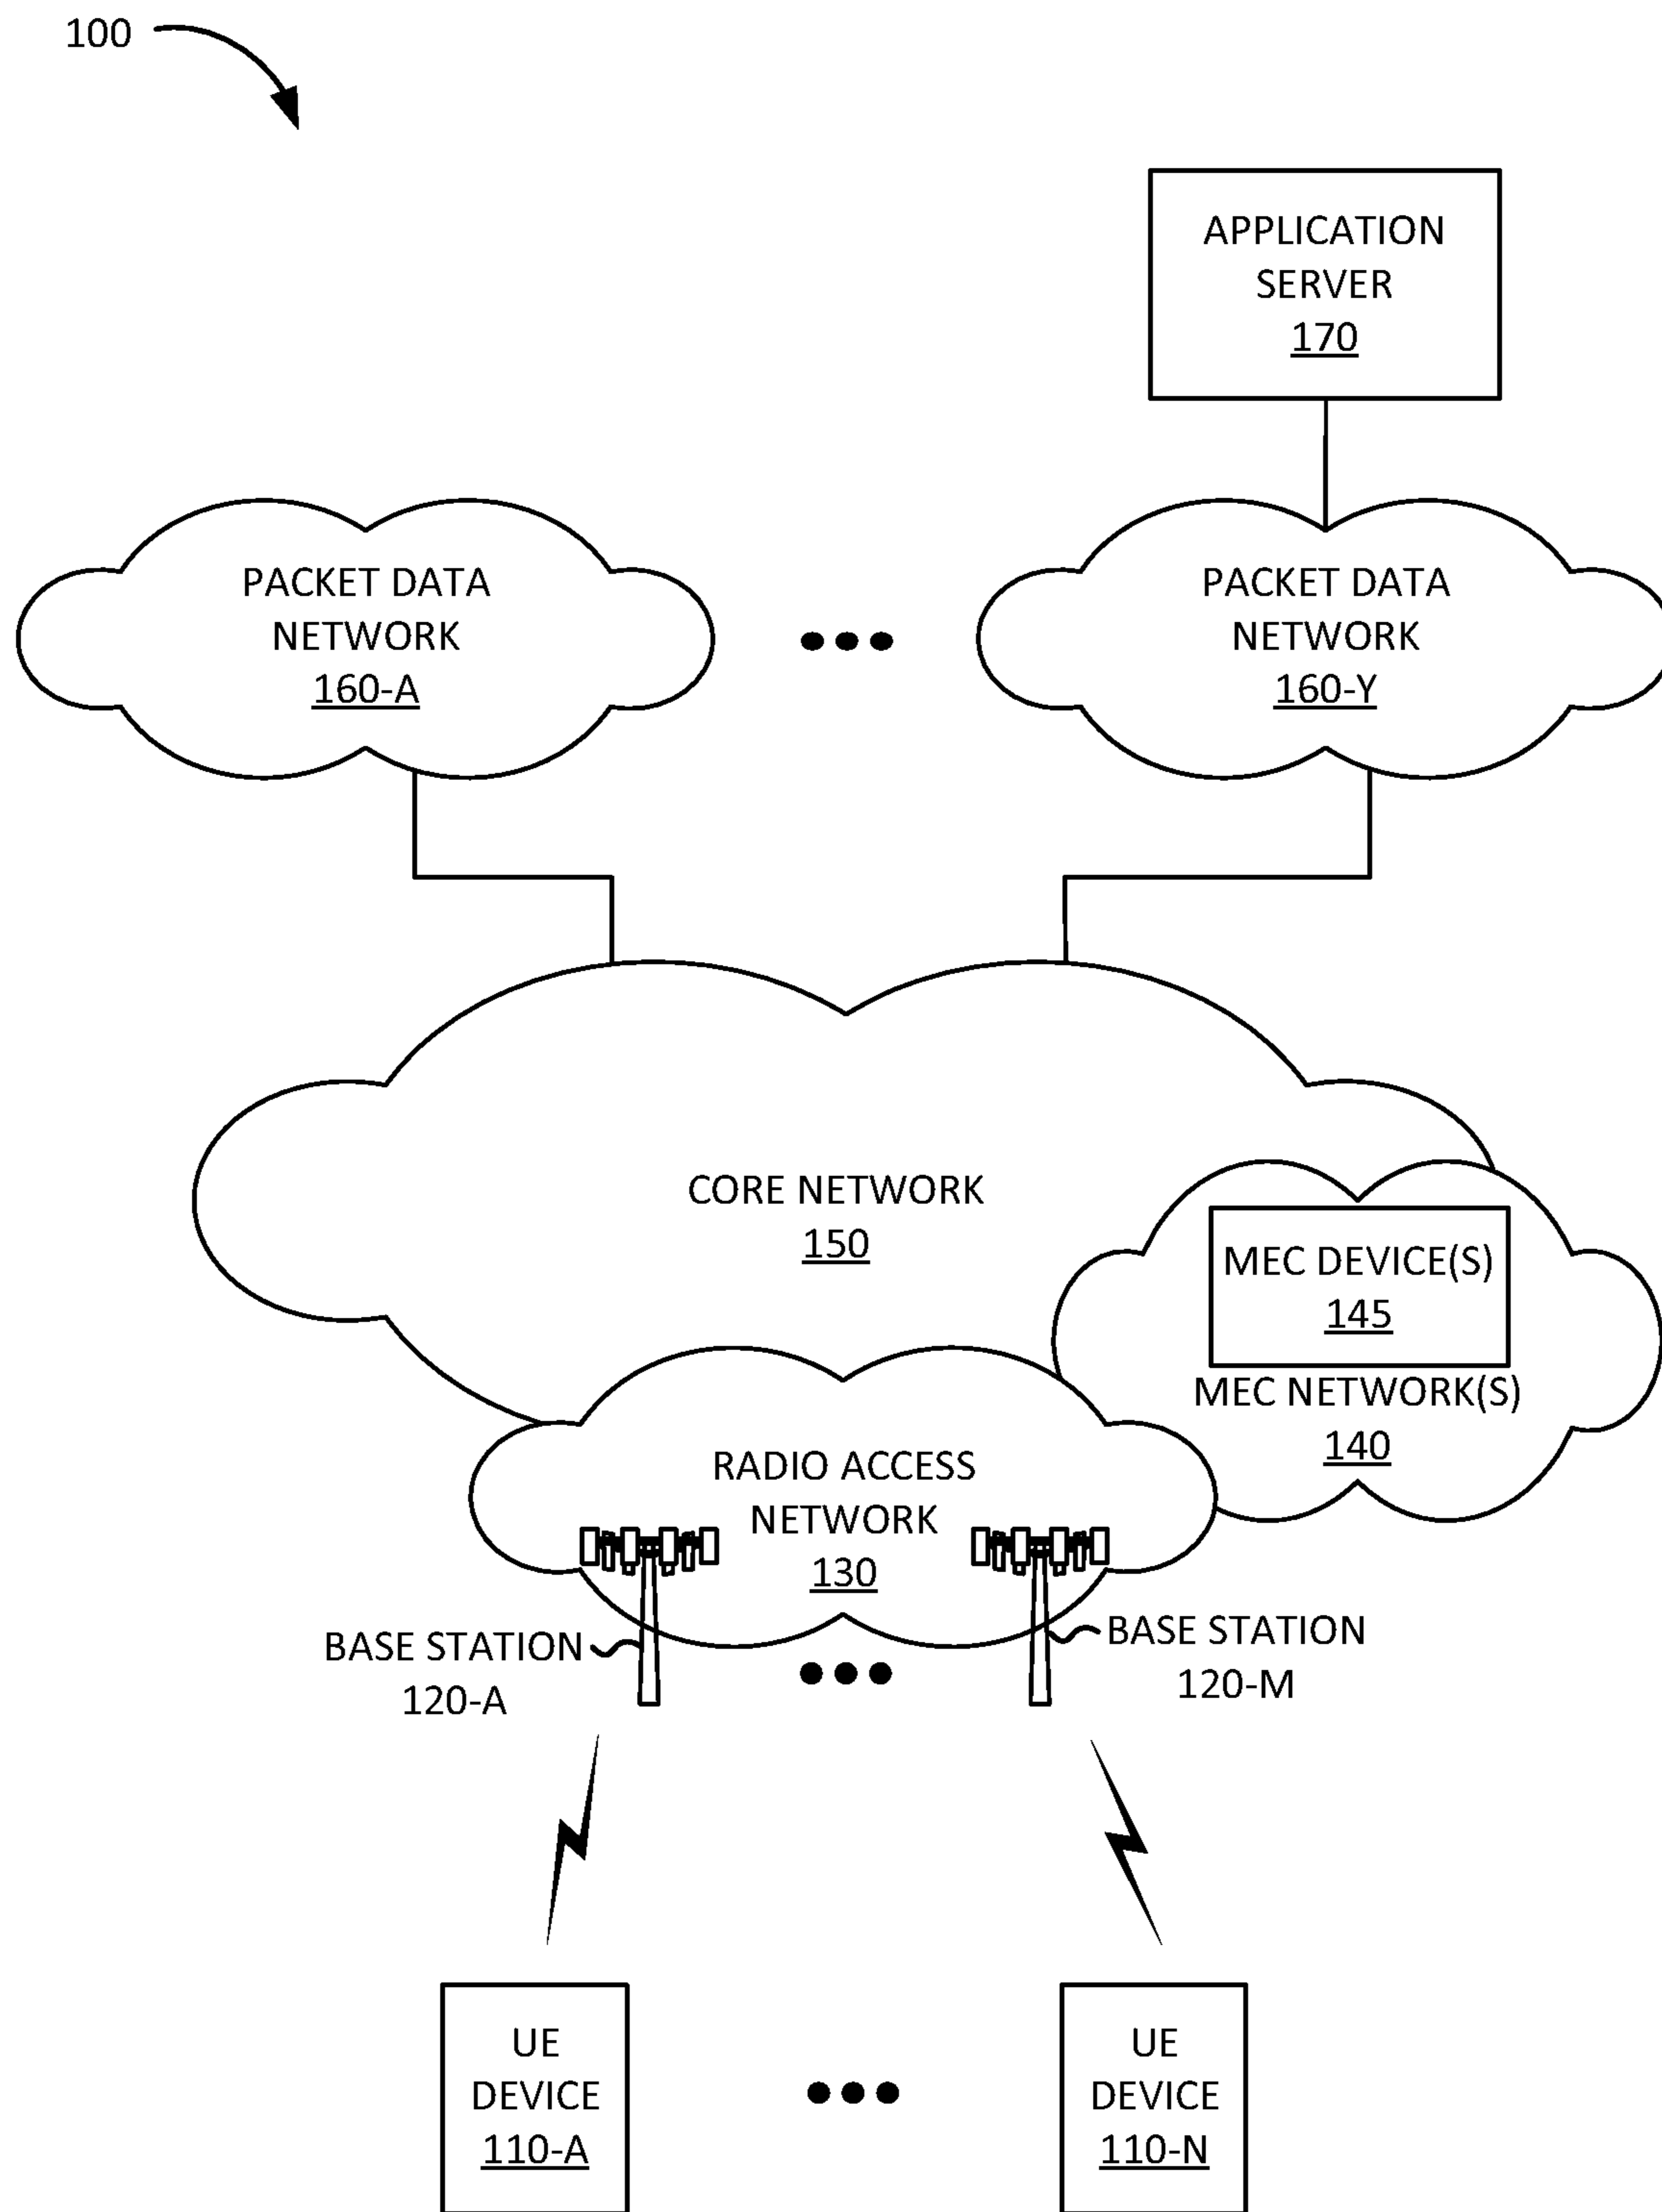 100
APPLICATION
SERVER
170
PACKET DATA
NETWORK
160-A
PACKET DATA
NETWORK
160-Y
CORE NETWORK
150
MEC DEVICE(S)
145
MEC NETWORK(S)
140
RADIO ACCESS
NETWORK
130
BASE STATION
120-A
BASE STATION
120-M
UE
DEVICE
110-A
UE
DEVICE
110-N